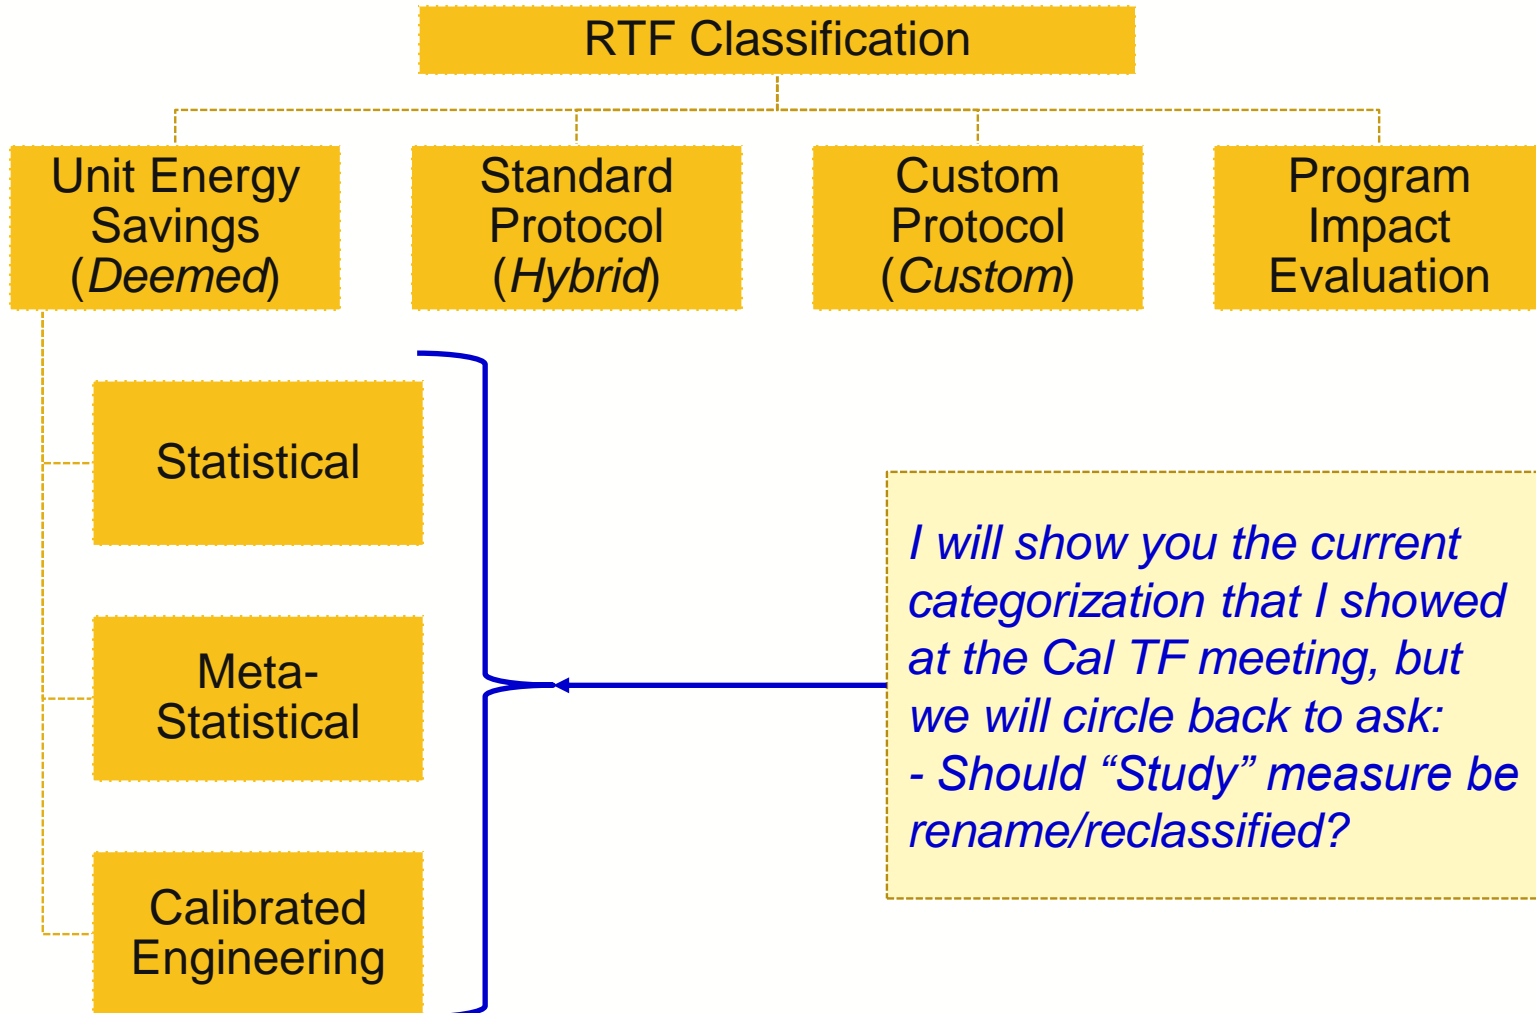 RTF Classification
Unit Energy
Savings
(Deemed)
Standard
Protocol
(Hybrid)
Custom
Protocol
(Custom)
Program
Impact
Evaluation
Statistical
Meta-
Statistical
Calibrated
Engineering
I will show you the current
categorization that I showed
at the Cal TF meeting, but
we will circle back to ask:
- Should “Study” measure be
rename/reclassified?